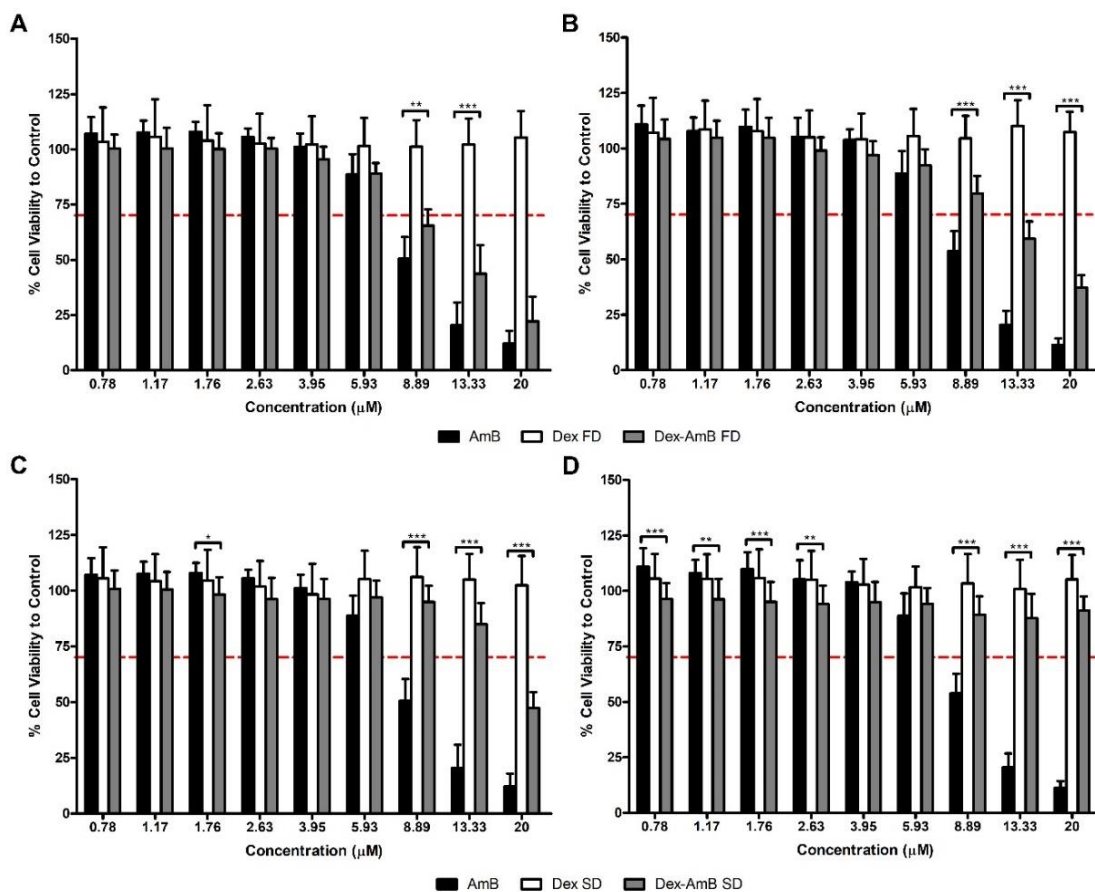 A
% Cell Viability to Control
150
125
100
75
50
25
0
** ***
0.78 1.17 1.76 2.63 3.95 5.93 8.89 13.33 20
Concentration (μM)
B
% Cell Viability to Control
150
125
100
75
50
25
0
*** *** ***
0.78 1.17 1.76 2.63 3.95 5.93 8.89 13.33 20
Concentration (μM)
AmB Dex FD Dex-AmB FD
C
% Cell Viability to Control
150
125
100
75
50
25
0
* *** *** ***
0.78 1.17 1.76 2.63 3.95 5.93 8.89 13.33 20
Concentration (μM)
D
% Cell Viability to Control
150
125
100
75
50
25
0
*** ** *** ** *** *** ***
0.78 1.17 1.76 2.63 3.95 5.93 8.89 13.33 20
Concentration (μM)
AmB Dex SD Dex-AmB SD